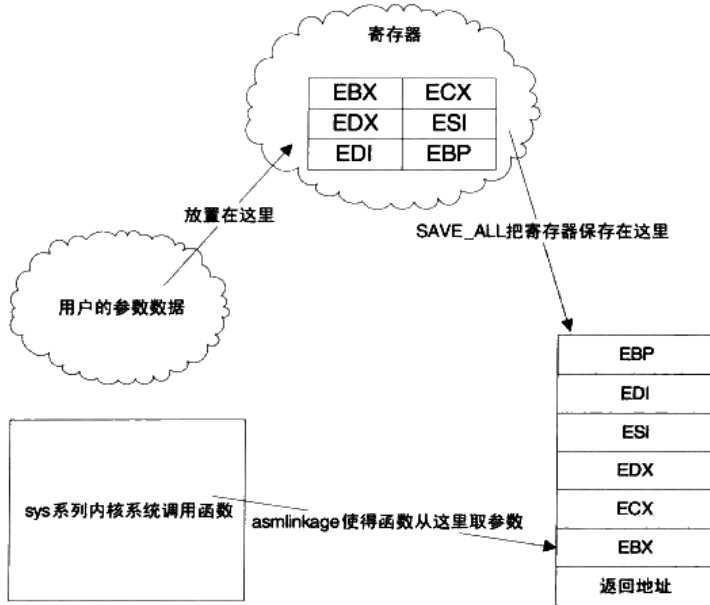 寄存器
EBX ECX
EDX ESI
EDI EBP
放置在这里
SAVE_ALL把寄存器保存在这里
用户的参数数据
EBP
EDI
ESI
EDX
ECX
EBX
返回地址
sys系列内核系统调用函数
asmlinkage使得函数从这里取参数